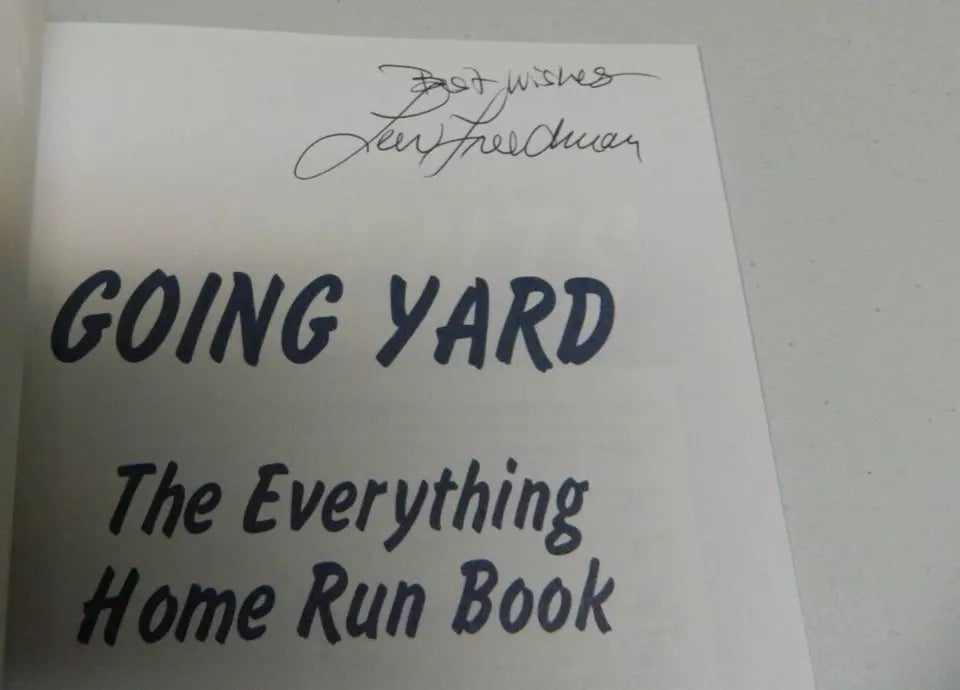 Best Wishes
Lew Freedman
GOING YARD
The Everything
Home Run Book